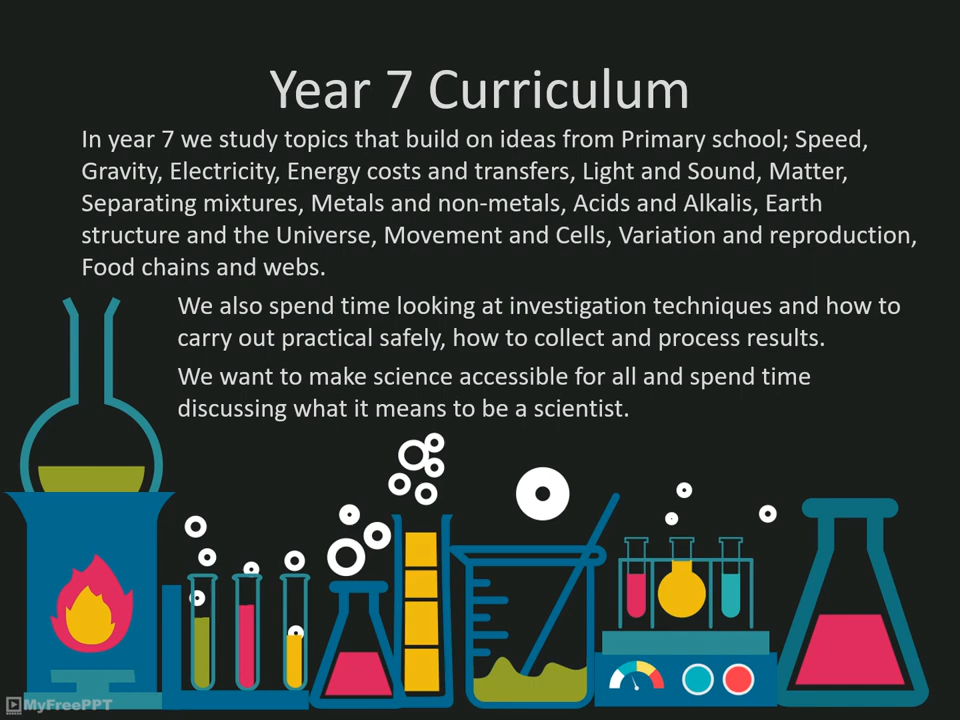 Year 7 Curriculum
In year 7 we study topics that build on ideas from Primary school; Speed,
Gravity, Electricity, Energy costs and transfers, Light and Sound, Matter,
Separating mixtures, Metals and non-metals, Acids and Alkalis, Earth
structure and the Universe, Movement and Cells, Variation and reproduction,
Food chains and webs.
We also spend time looking at investigation techniques and how to
carry out practical safely, how to collect and process results.
We want to make science accessible for all and spend time
discussing what it means to be a scientist.
MyFreePPT